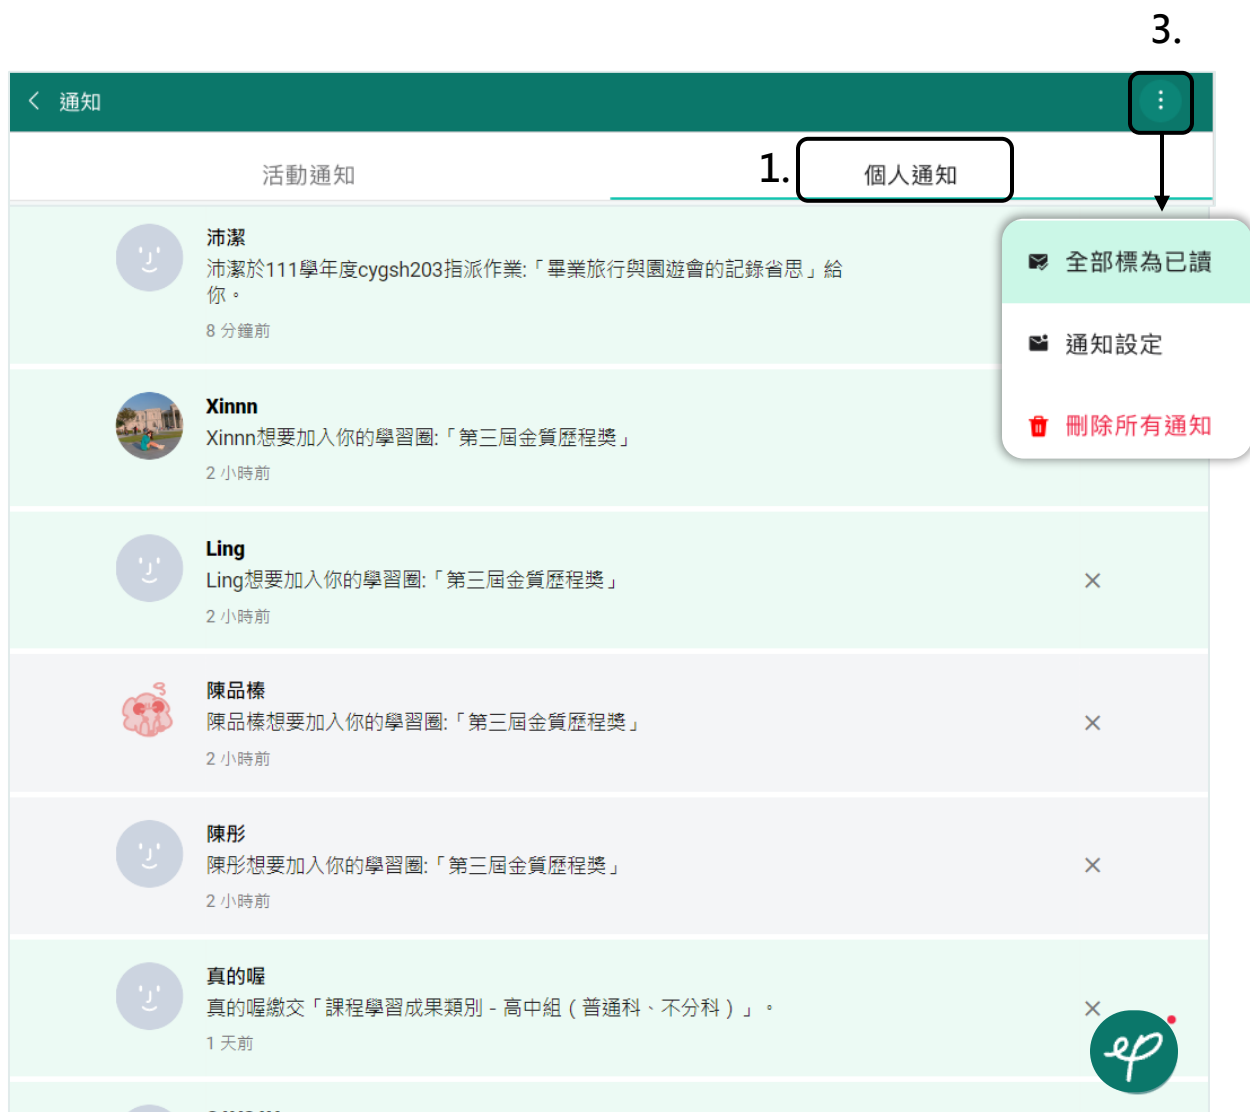 3.
通知
活動通知
1.
個人通知
沛潔
沛潔於111學年度cygsh203指派作業:「畢業旅行與園遊會的記錄省思」給
你。
8 分鐘前
全部標為已讀
通知設定
刪除所有通知
Xinnn
Xinnn想要加入你的學習圈:「第三屆金質歷程獎」
2 小時前
Ling
Ling想要加入你的學習圈:「第三屆金質歷程獎」
2 小時前
陳品榛
陳品榛想要加入你的學習圈:「第三屆金質歷程獎」
2 小時前
陳彤
陳彤想要加入你的學習圈:「第三屆金質歷程獎」
2 小時前
真的喔
真的喔繳交「課程學習成果類別 - 高中組（普通科、不分科）」。
1 天前
ep